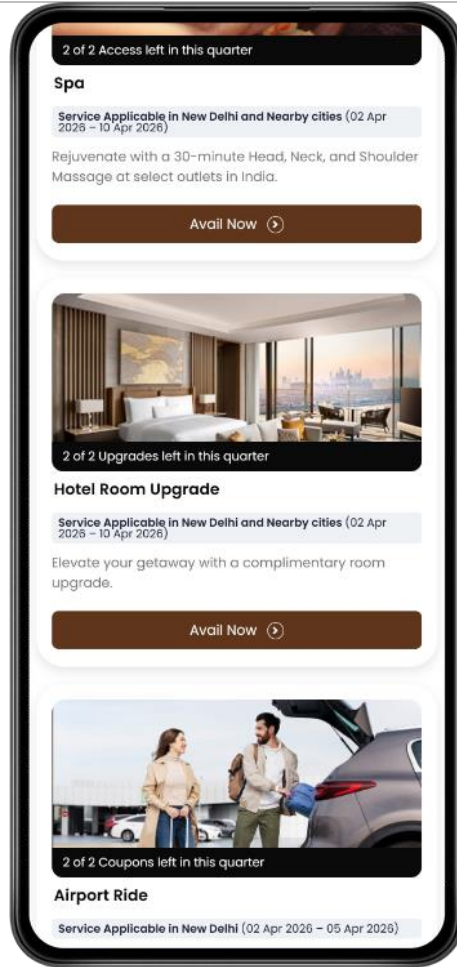 2 of 2 Access left in this quarter
Spa
Service Applicable in New Delhi and Nearby cities (02 Apr
2026 – 10 Apr 2026)
Rejuvenate with a 30-minute Head, Neck, and Shoulder
Massage at select outlets in India.
Avail Now
2 of 2 Upgrades left in this quarter
Hotel Room Upgrade
Service Applicable in New Delhi and Nearby cities (02 Apr
2026 – 10 Apr 2026)
Elevate your getaway with a complimentary room
upgrade.
Avail Now
2 of 2 Coupons left in this quarter
Airport Ride
Service Applicable in New Delhi (02 Apr 2026 – 05 Apr 2026)